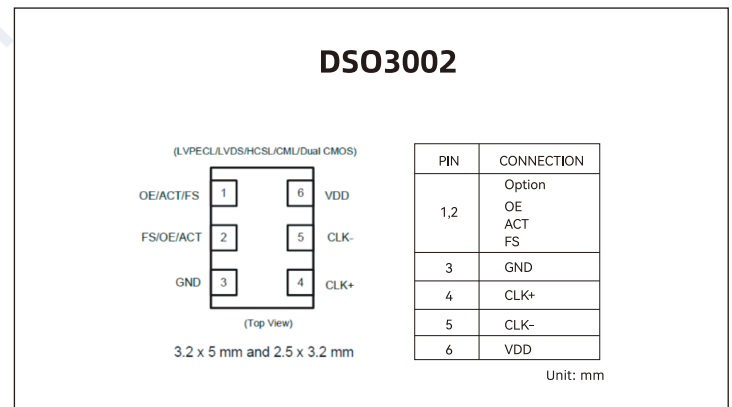 DSO3002
(LVPECL/LVDS/HCSL/CML/Dual CMOS)
OE/ACT/FS 1 6 VDD
FS/OE/ACT 2 5 CLK-
GND 3 4 CLK+
(Top View)
3.2 x 5 mm and 2.5 x 3.2 mm
PIN CONNECTION
1,2 Option
OE
ACT
FS
3 GND
4 CLK+
5 CLK-
6 VDD
Unit: mm